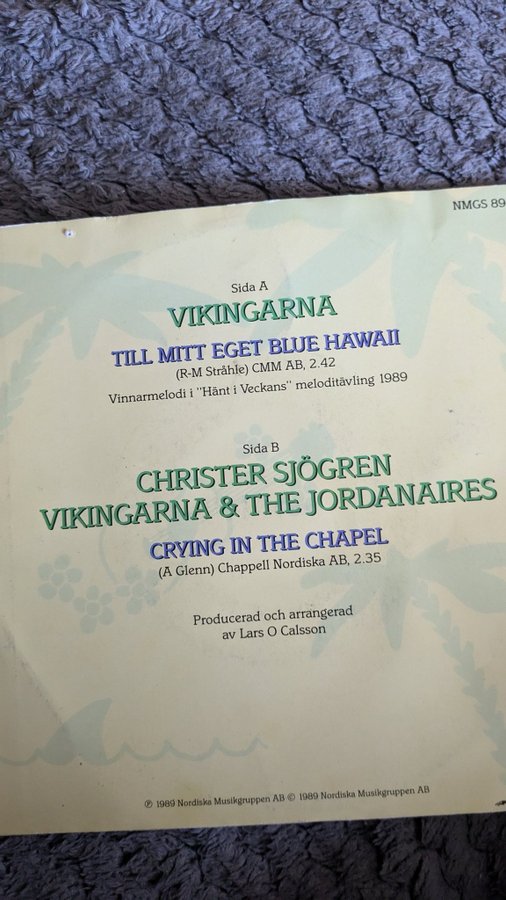 NMGS 89
Sida A
VIKINGARNA
TILL MITT EGET BLUE HAWAII
(R-M Stråhle) CMM AB, 2.42
Vinnarmelodi i "Hänt i Veckans" meloditävling 1989
Sida B
CHRISTER SJÖGREN
VIKINGARNA & THE JORDANAIRES
CRYING IN THE CHAPEL
(A Glenn) Chappell Nordiska AB, 2.35
Producerad och arrangerad
av Lars O Calsson
℗ 1989 Nordiska Musikgruppen AB © 1989 Nordiska Musikgruppen AB